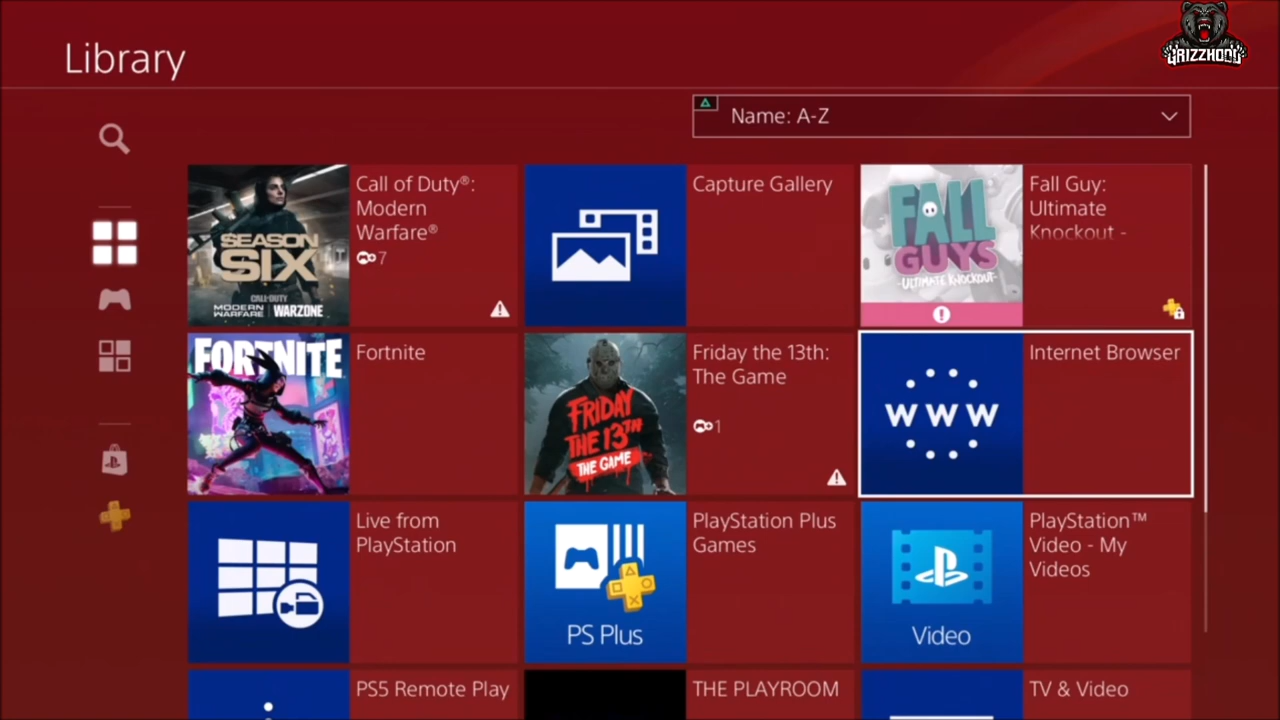 GRIZZHOOD
Library
Name: A-Z
SEASON
SIX
CALL OF DUTY
MODERN WARFARE | WARZONE
Call of Duty®:
Modern
Warfare®
7
Capture Gallery
FALL
GUYS
-ULTIMATE KNOCKOUT-
Fall Guy:
Ultimate
Knockout -
FORTNITE
Fortnite
FRIDAY
THE 13TH
THE GAME
Friday the 13th:
The Game
1
WWW
Internet Browser
Live from
PlayStation
PS Plus
PlayStation Plus
Games
Video
PlayStation™
Video - My
Videos
PS5 Remote Play
THE PLAYROOM
TV & Video